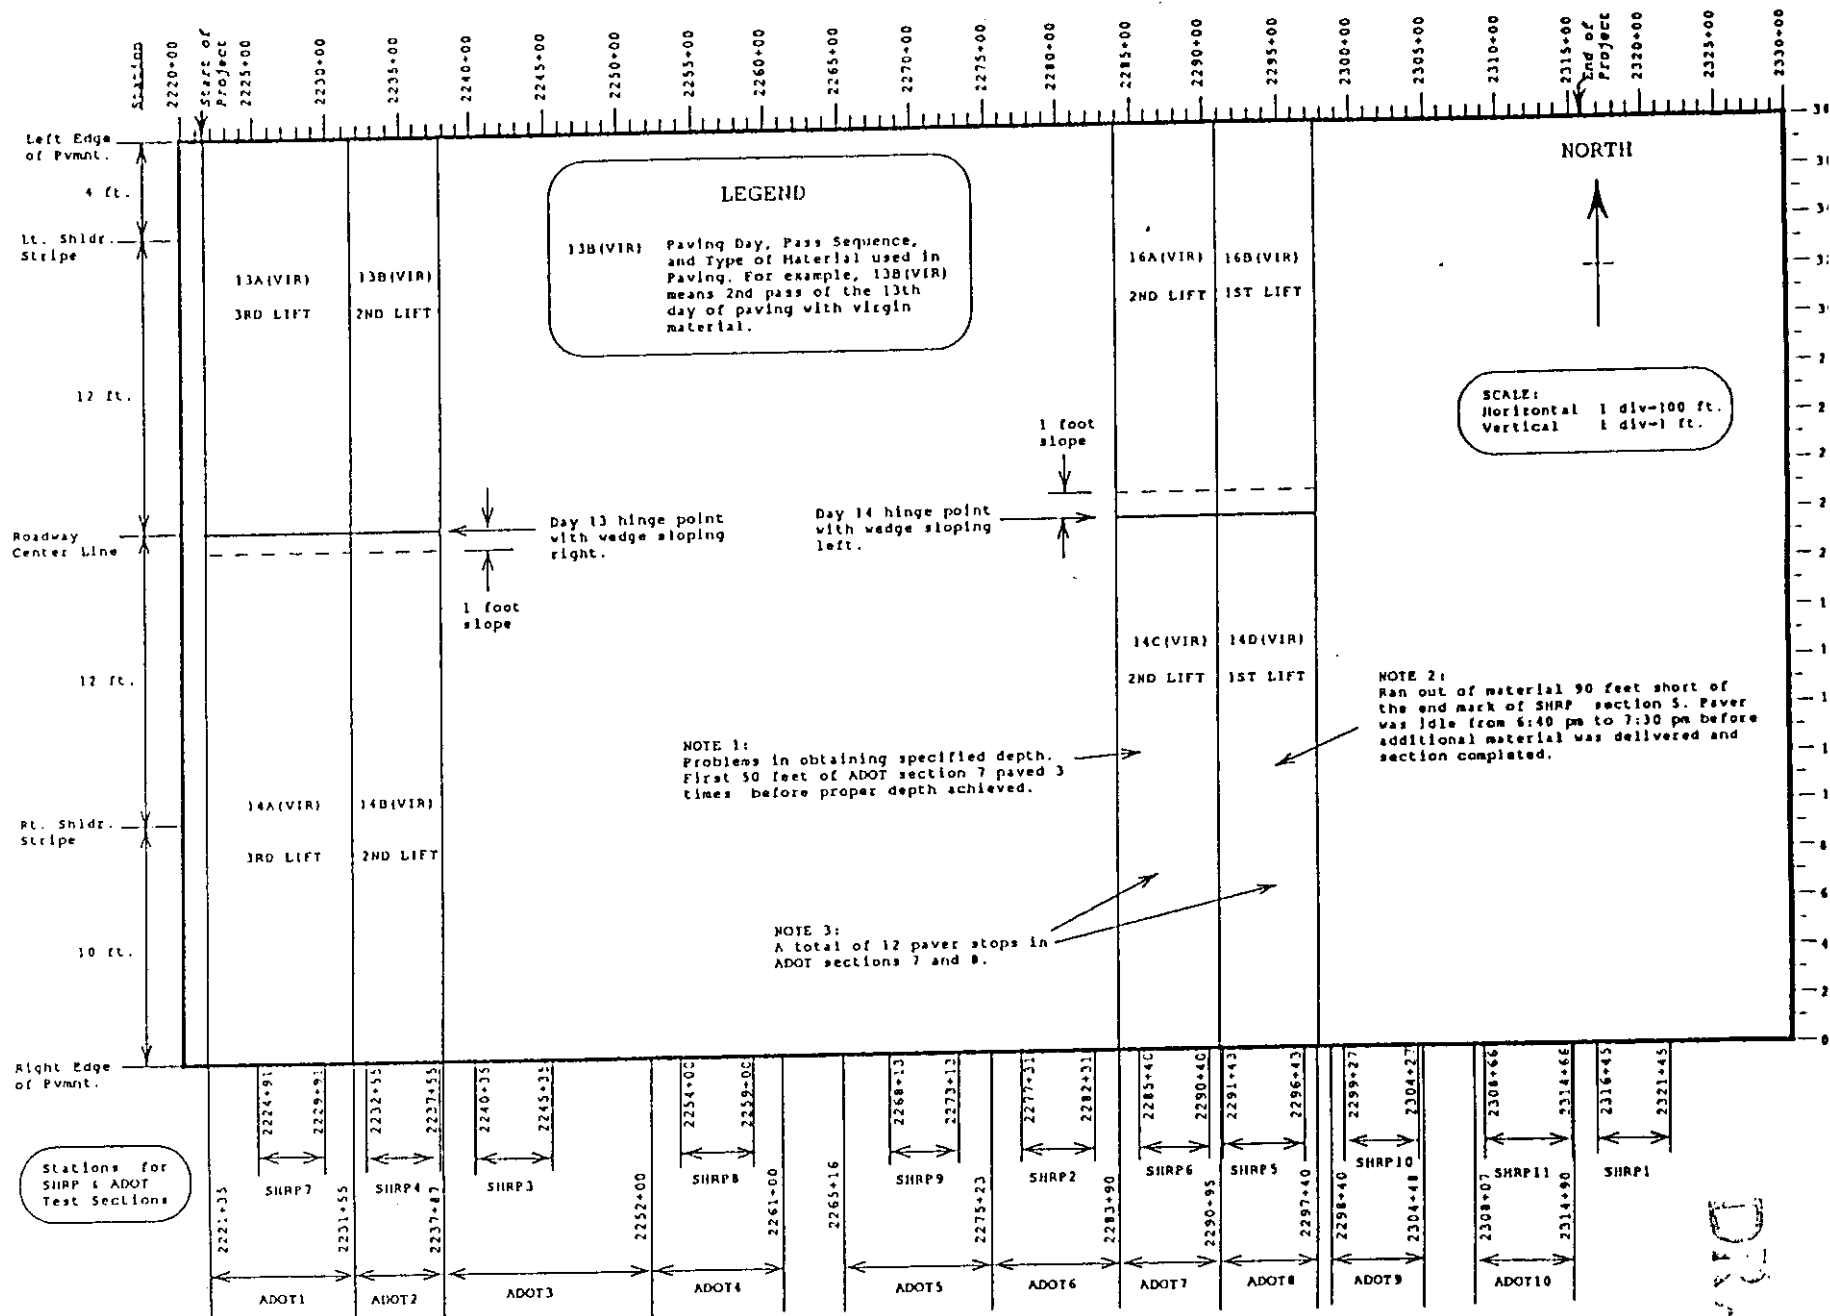 Station
2220+00
Start of Project
2225+00
2230+00
2235+00
2240+00
2245+00
2250+00
2255+00
2260+00
2265+00
2270+00
2275+00
2280+00
2285+00
2290+00
2295+00
2300+00
2305+00
2310+00
2315+00
End of Project
2320+00
2325+00
2330+00
Left Edge
of Pvmnt.
4 ft.
Lt. Shldr.
Stripe
12 ft.
Roadway
Center Line
12 ft.
Rt. Shldr.
Stripe
10 ft.
Right Edge
of Pvmnt.
LEGEND
13B(VIR) Paving Day, Pass Sequence,
and Type of Material used in
Paving. For example, 13B(VIR)
means 2nd pass of the 13th
day of paving with virgin
material.
NORTH
SCALE:
Horizontal 1 div=100 ft.
Vertical 1 div=1 ft.
13A(VIR) 13B(VIR)
3RD LIFT 2ND LIFT
16A(VIR) 16B(VIR)
2ND LIFT 1ST LIFT
1 foot
slope
Day 13 hinge point
with wedge sloping
right.
1 foot
slope
Day 14 hinge point
with wedge sloping
left.
14C(VIR) 14D(VIR)
2ND LIFT 1ST LIFT
14A(VIR) 14B(VIR)
3RD LIFT 2ND LIFT
NOTE 1:
Problems in obtaining specified depth.
First 50 feet of ADOT section 7 paved 3
times before proper depth achieved.
NOTE 2:
Ran out of material 90 feet short of
the end mark of SHRP section 5. Paver
was idle from 6:40 pm to 7:30 pm before
additional material was delivered and
section completed.
NOTE 3:
A total of 12 paver stops in
ADOT sections 7 and 8.
8
6
4
2
0
Stations for
SHRP & ADOT
Test Sections
2224+91 2229+91
SHRP7
2232+55 2237+55
SHRP4
2240+35 2245+35
SHRP3
2254+00 2259+00
SHRP8
2268+13 2273+13
SHRP9
2277+31 2282+31
SHRP2
2285+40 2290+40
SHRP6
2291+43 2296+43
SHRP5
2299+27 2304+27
SHRP10
2308+66 2314+66
SHRP11
2316+45 2321+45
SHRP1
2221+35
2231+55
2237+87
2252+00
2261+00
2265+16
2275+23
2283+90
2290+95
2297+40
2298+40
2304+48
2308+07
2314+90
ADOT1
ADOT2
ADOT3
ADOT4
ADOT5
ADOT6
ADOT7
ADOT8
ADOT9
ADOT10